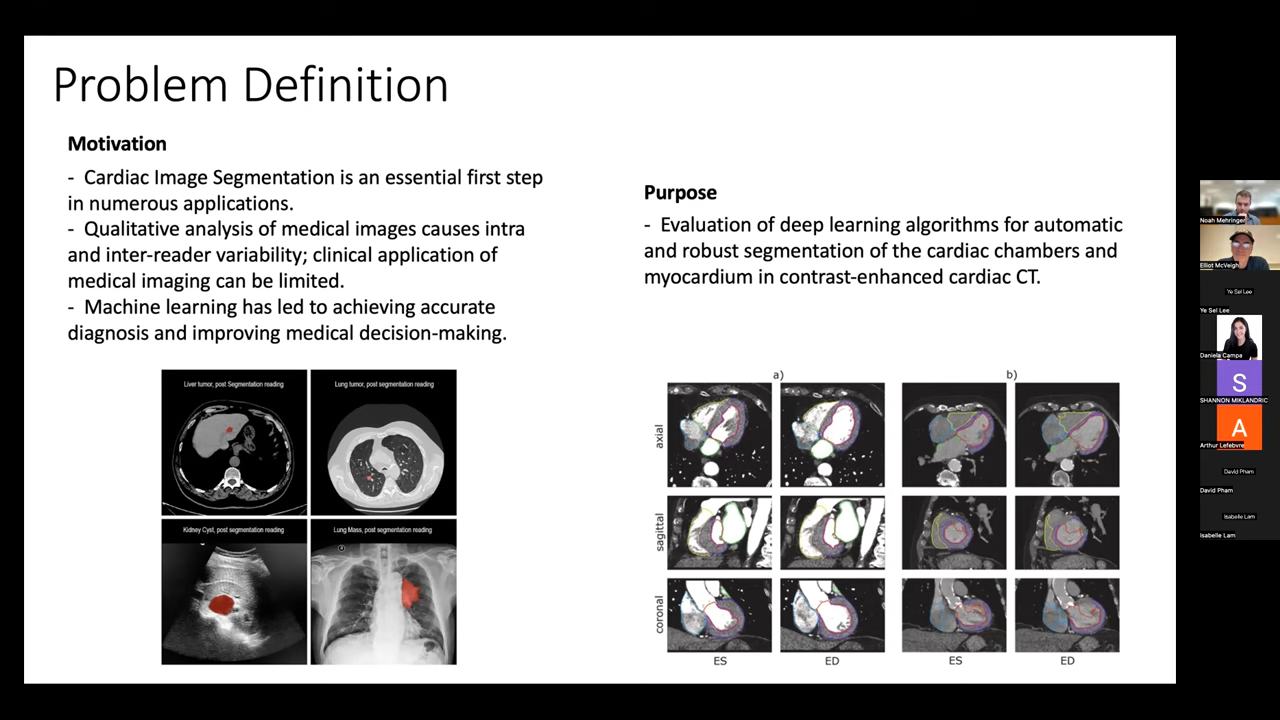 Problem Definition
Motivation
- Cardiac Image Segmentation is an essential first step
in numerous applications.
- Qualitative analysis of medical images causes intra
and inter-reader variability; clinical application of
medical imaging can be limited.
- Machine learning has led to achieving accurate
diagnosis and improving medical decision-making.
Liver tumor, post Segmentation reading
Lung tumor, post segmentation reading
Kidney Cyst, post segmentation reading
Lung Mass, post segmentation reading
Purpose
- Evaluation of deep learning algorithms for automatic
and robust segmentation of the cardiac chambers and
myocardium in contrast-enhanced cardiac CT.
a)
b)
axial
sagittal
coronal
ES
ED
ES
ED
Noah Mehringer
Elliot McVeigh
Ye Sel Lee
Ye Sel Lee
Daniela Campa
S
SHANNON MIKLANDRIC
A
Arthur Lefebvre
David Pham
David Pham
Isabelle Lam
Isabelle Lam